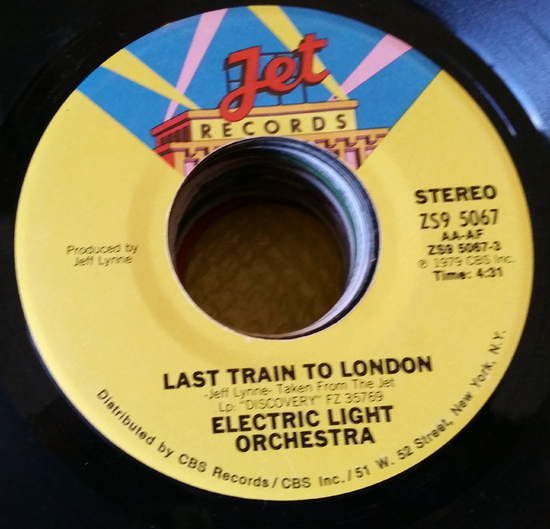 Jet
RECORDS
STEREO
ZS9 5067
AA-AF
ZS9 5067-3
℗ 1979 CBS Inc.
Time: 4:31
Produced by
Jeff Lynne
LAST TRAIN TO LONDON
-Jeff Lynne- Taken From The Jet
Lp: "DISCOVERY" FZ 35769
ELECTRIC LIGHT
ORCHESTRA
Distributed by CBS Records/CBS Inc./51 W. 52 Street, New York, N.Y.